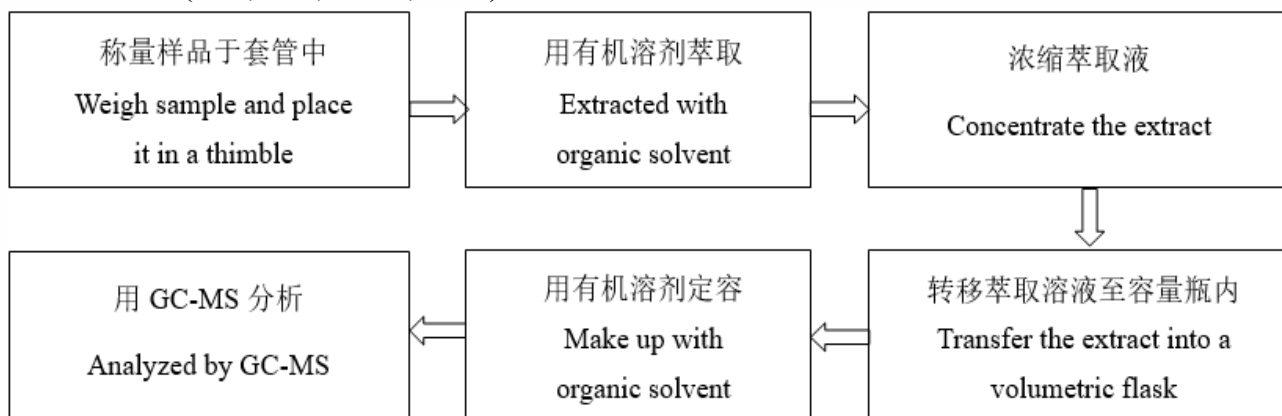 称量样品于套管中
Weigh sample and place
it in a thimble
用有机溶剂萃取
Extracted with
organic solvent
浓缩萃取液
Concentrate the extract
转移萃取溶液至容量瓶内
Transfer the extract into a
volumetric flask
用有机溶剂定容
Make up with
organic solvent
用 GC-MS 分析
Analyzed by GC-MS